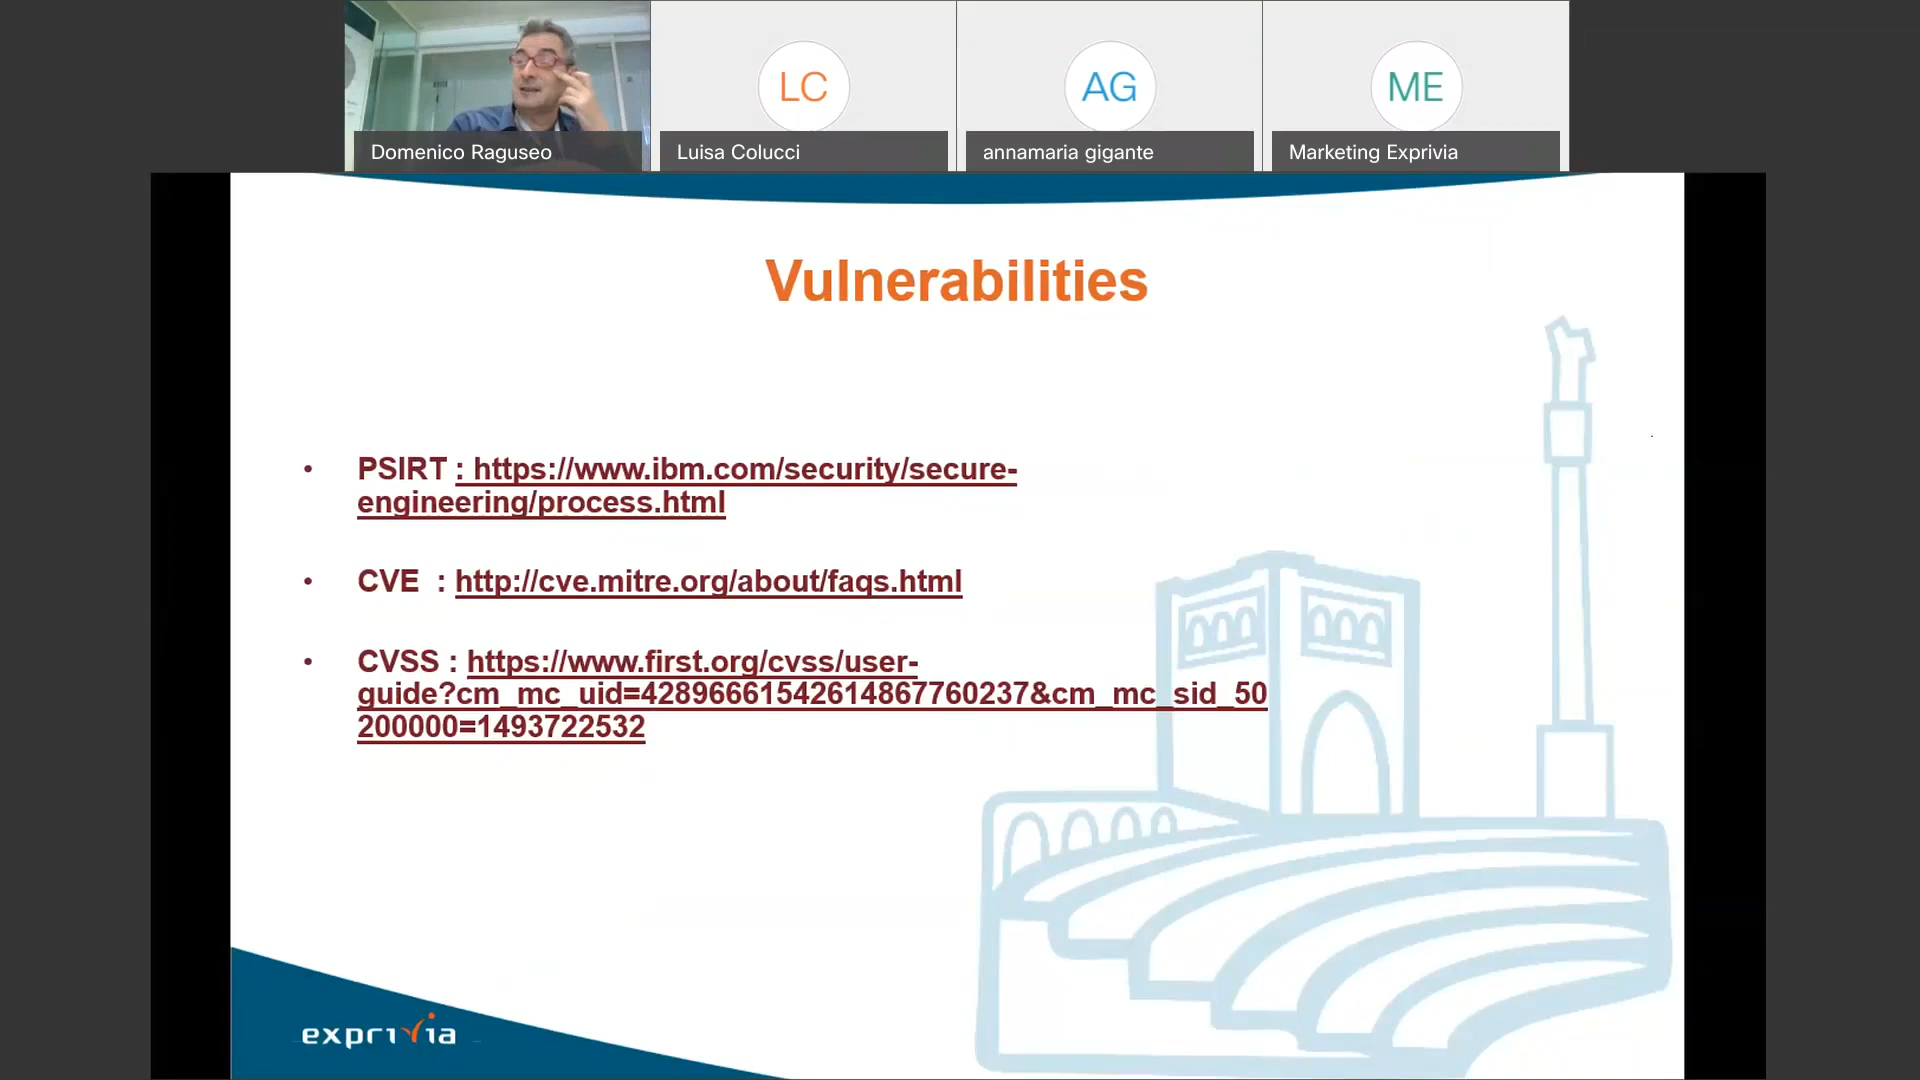 LC
AG
ME
Domenico Raguseo
Luisa Colucci
annamaria gigante
Marketing Exprivia
Vulnerabilities
• PSIRT : https://www.ibm.com/security/secure-
engineering/process.html
• CVE : http://cve.mitre.org/about/faqs.html
• CVSS : https://www.first.org/cvss/user-
guide?cm_mc_uid=42896661542614867760237&cm_mc_sid_50
200000=1493722532
exprivia